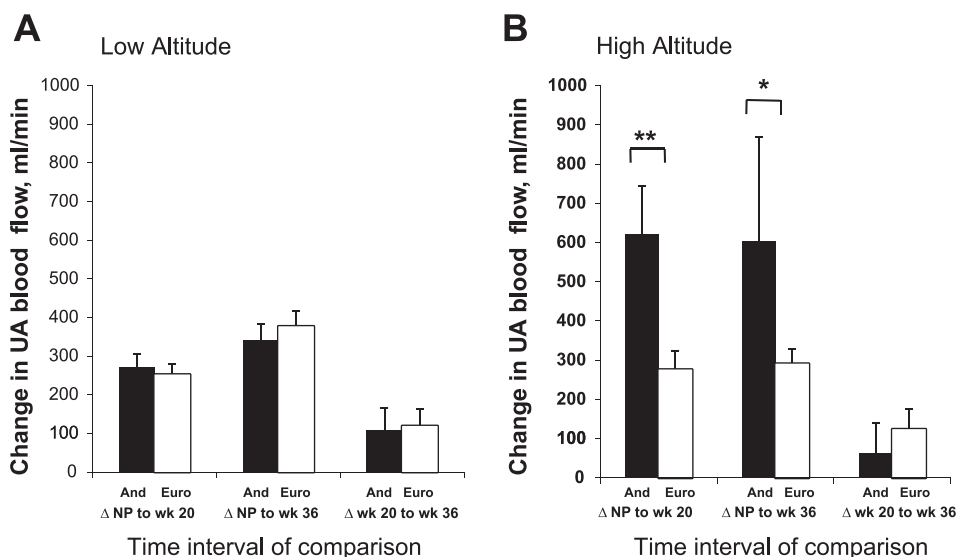 A
Low Altitude
Change in UA blood flow, ml/min
1000
900
800
700
600
500
400
300
200
100
0
And Euro And Euro And Euro
Δ NP to wk 20 Δ NP to wk 36 Δ wk 20 to wk 36
Time interval of comparison
B
High Altitude
Change in UA blood flow, ml/min
1000
900
800
700
600
500
400
300
200
100
0
**
*
And Euro And Euro And Euro
Δ NP to wk 20 Δ NP to wk 36 Δ wk 20 to wk 36
Time interval of comparison